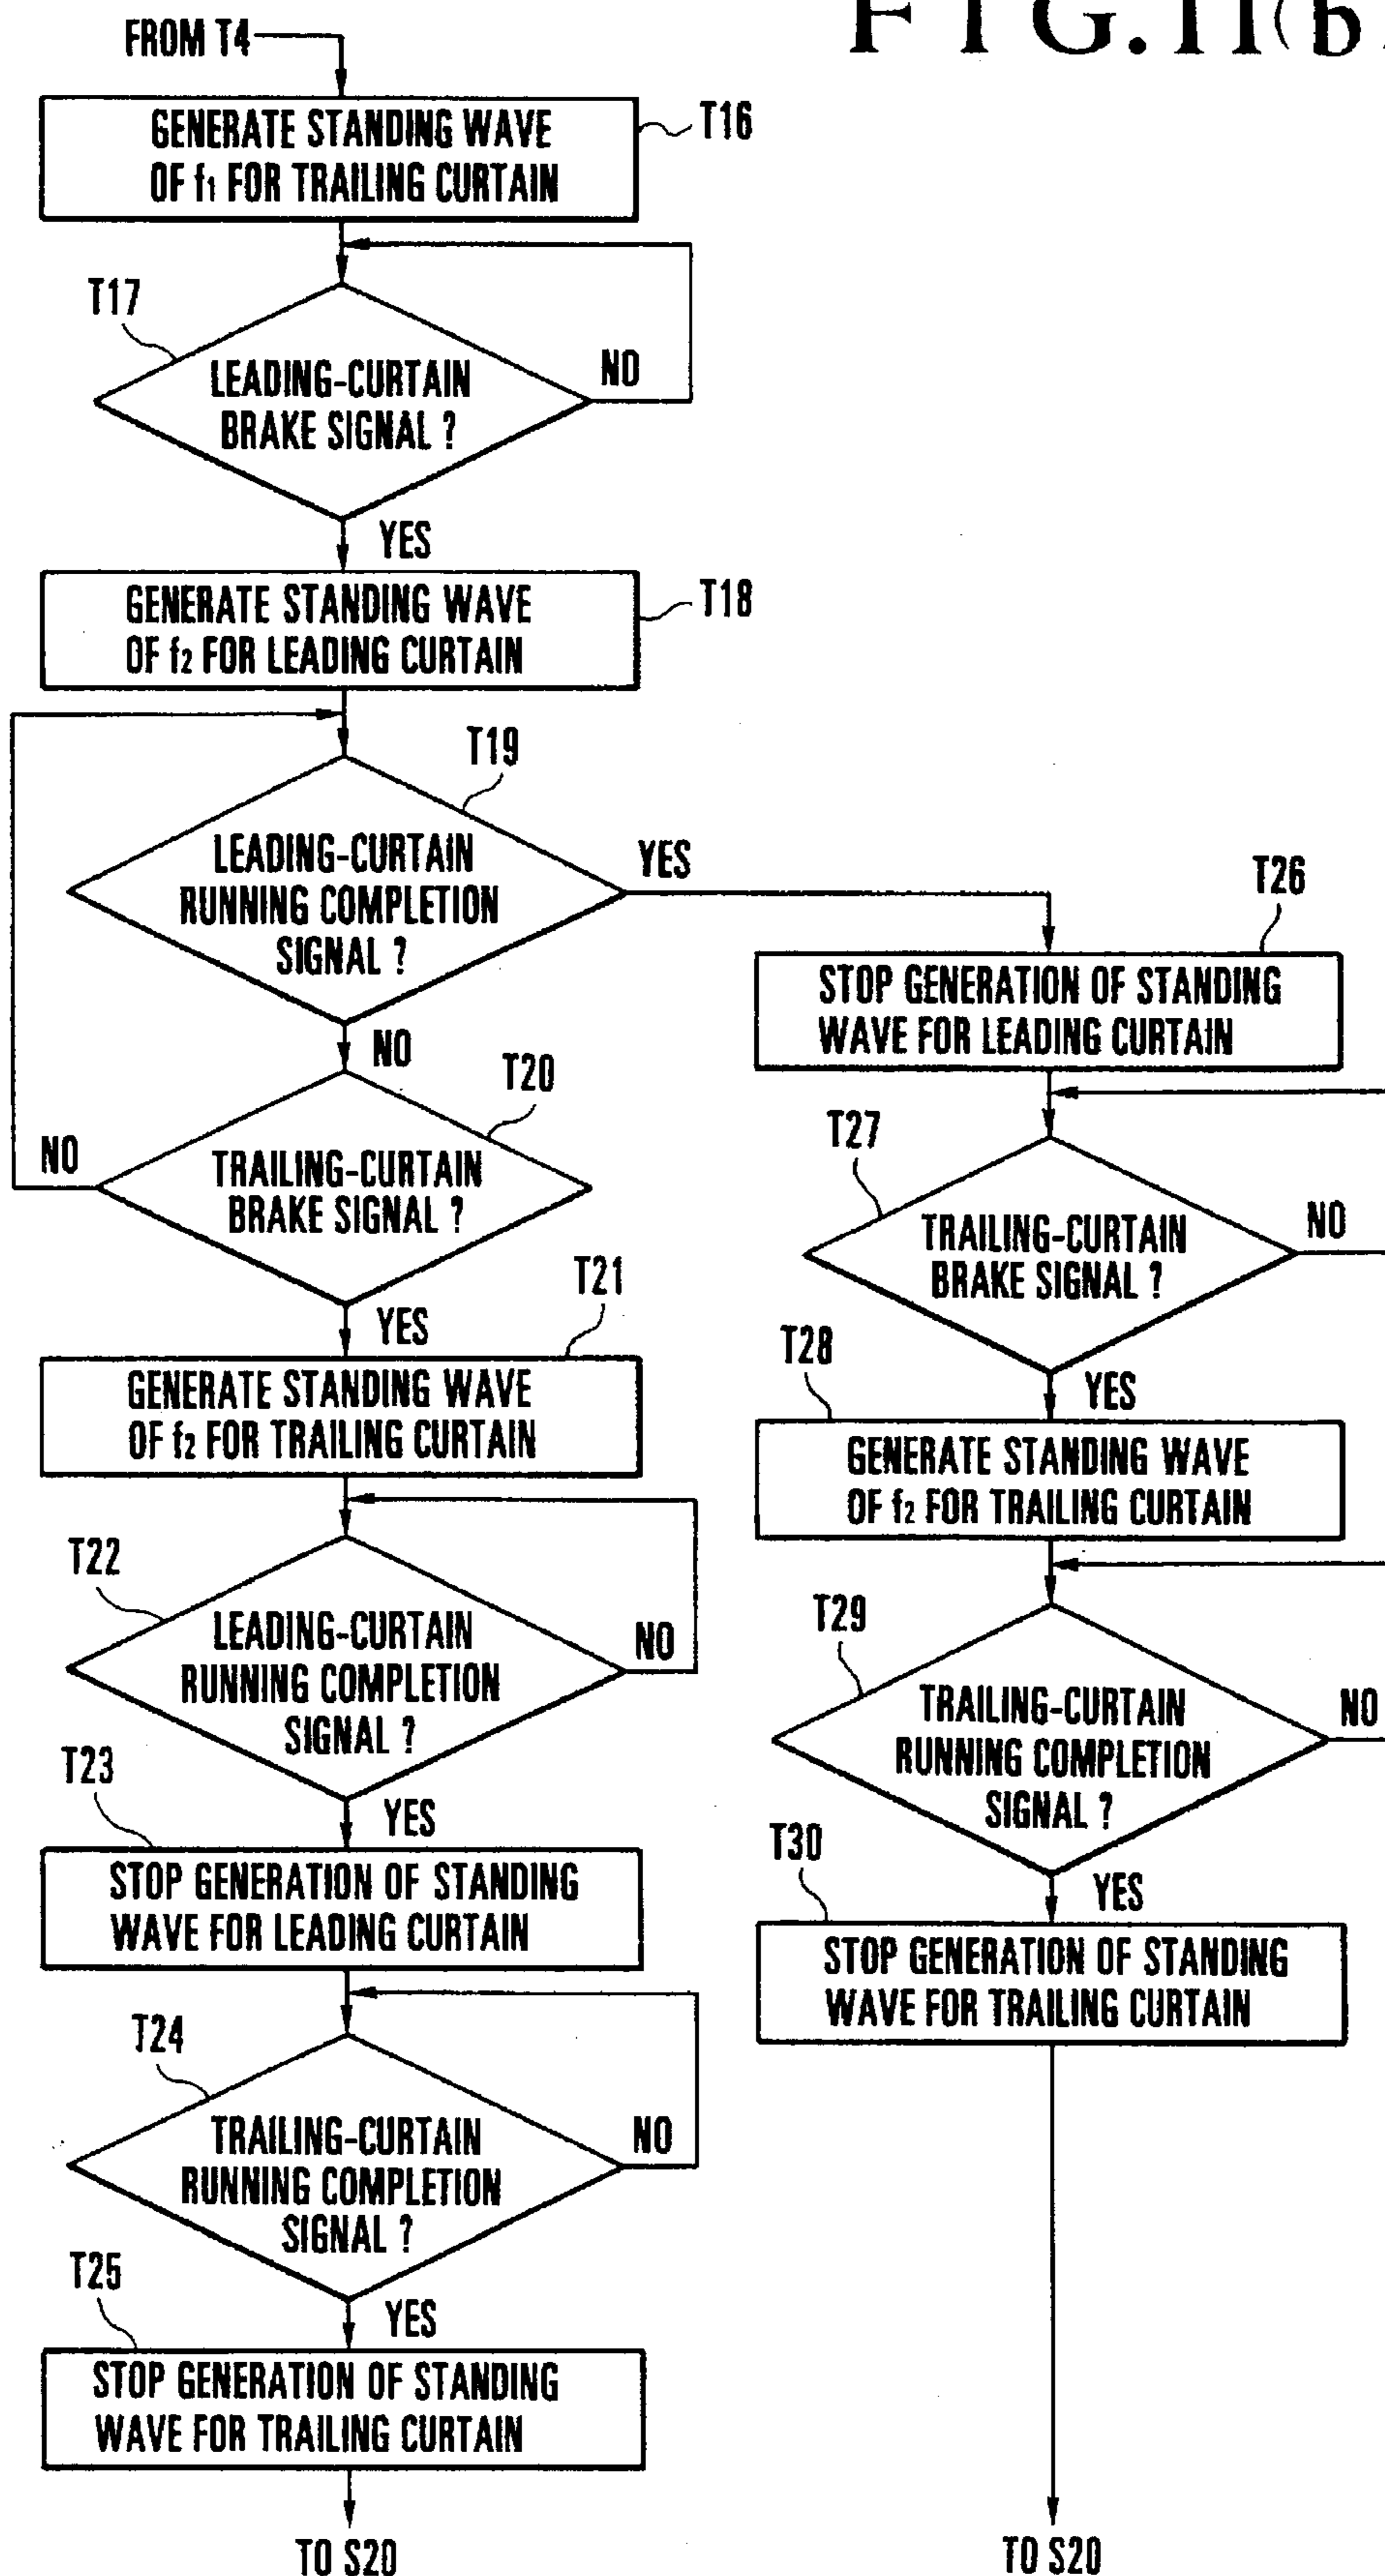 FIG.11(b)
FROM T4
GENERATE STANDING WAVE
OF f1 FOR TRAILING CURTAIN
T16
T17
LEADING-CURTAIN
BRAKE SIGNAL ?
NO
YES
GENERATE STANDING WAVE
OF f2 FOR LEADING CURTAIN
T18
T19
LEADING-CURTAIN
RUNNING COMPLETION
SIGNAL ?
YES
NO
T20
TRAILING-CURTAIN
BRAKE SIGNAL ?
NO
YES
T21
GENERATE STANDING WAVE
OF f2 FOR TRAILING CURTAIN
T22
LEADING-CURTAIN
RUNNING COMPLETION
SIGNAL ?
NO
YES
T23
STOP GENERATION OF STANDING
WAVE FOR LEADING CURTAIN
T24
TRAILING-CURTAIN
RUNNING COMPLETION
SIGNAL ?
NO
YES
T25
STOP GENERATION OF STANDING
WAVE FOR TRAILING CURTAIN
TO S20
T26
STOP GENERATION OF STANDING
WAVE FOR LEADING CURTAIN
T27
TRAILING-CURTAIN
BRAKE SIGNAL ?
NO
YES
T28
GENERATE STANDING WAVE
OF f2 FOR TRAILING CURTAIN
T29
TRAILING-CURTAIN
RUNNING COMPLETION
SIGNAL ?
NO
YES
T30
STOP GENERATION OF STANDING
WAVE FOR TRAILING CURTAIN
TO S20